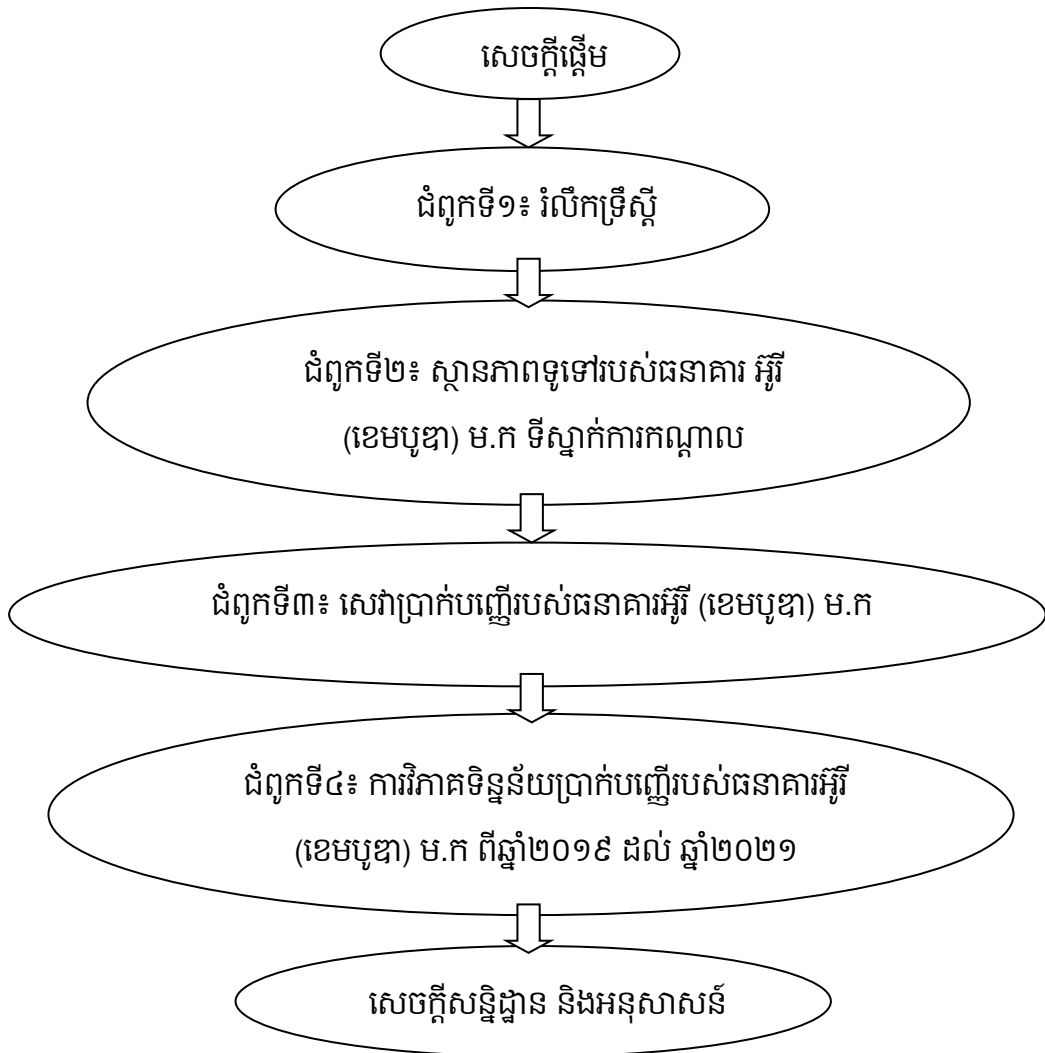 សេចក្តីផ្តើម
ជំពូកទី១៖ រំលឹកទ្រឹស្តី
ជំពូកទី២៖ ស្ថានភាពទូទៅរបស់ធនាគារ អ៊ូរី
(ខេមបូឌា) ម.ក ទីស្នាក់ការកណ្តាល
ជំពូកទី៣៖ សេវាប្រាក់បញ្ញើរបស់ធនាគារអ៊ូរី (ខេមបូឌា) ម.ក
ជំពូកទី៤៖ ការវិភាគទិន្នន័យប្រាក់បញ្ញើរបស់ធនាគារអ៊ូរី
(ខេមបូឌា) ម.ក ពីឆ្នាំ២០១៩ ដល់ ឆ្នាំ២០២១
សេចក្តីសន្និដ្ឋាន និងអនុសាសន៍